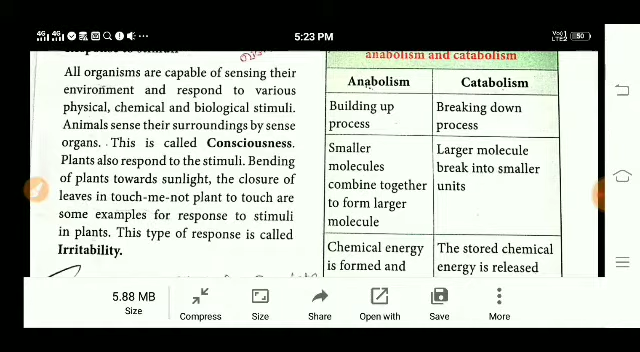 5:23 PM
Response to stimuli
All organisms are capable of sensing their
environment and respond to various
physical, chemical and biological stimuli.
Animals sense their surroundings by sense
organs. This is called Consciousness.
Plants also respond to the stimuli. Bending
of plants towards sunlight, the closure of
leaves in touch-me-not plant to touch are
some examples for response to stimuli
in plants. This type of response is called
Irritability.
anabolism and catabolism
Anabolism Catabolism
Building up
process
Breaking down
process
Smaller
molecules
combine together
to form larger
molecule
Larger molecule
break into smaller
units
Chemical energy
is formed and
The stored chemical
energy is released
5.88 MB
Size
Compress
Size
Share
Open with
Save
More